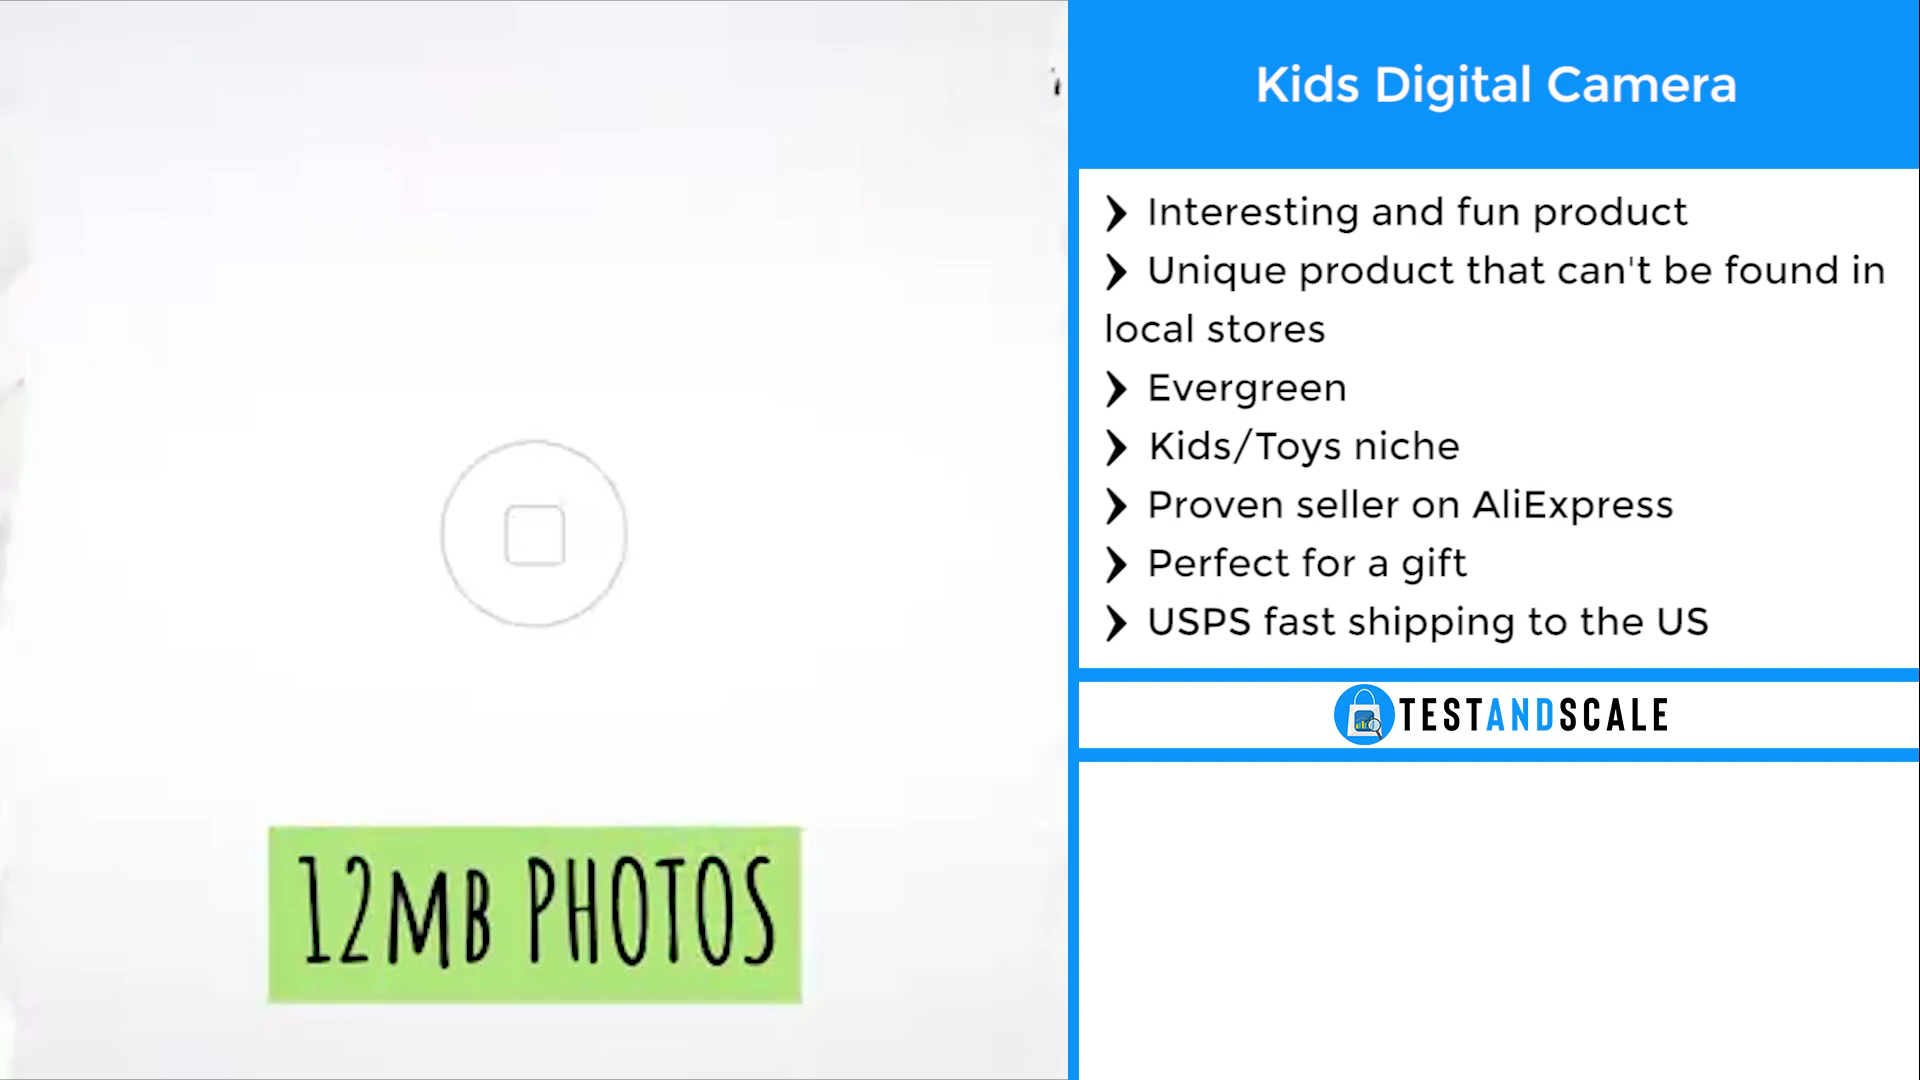 12MB PHOTOS
Kids Digital Camera
Interesting and fun product
Unique product that can't be found in
local stores
Evergreen
Kids/Toys niche
Proven seller on AliExpress
Perfect for a gift
USPS fast shipping to the US
TESTANDSCALE